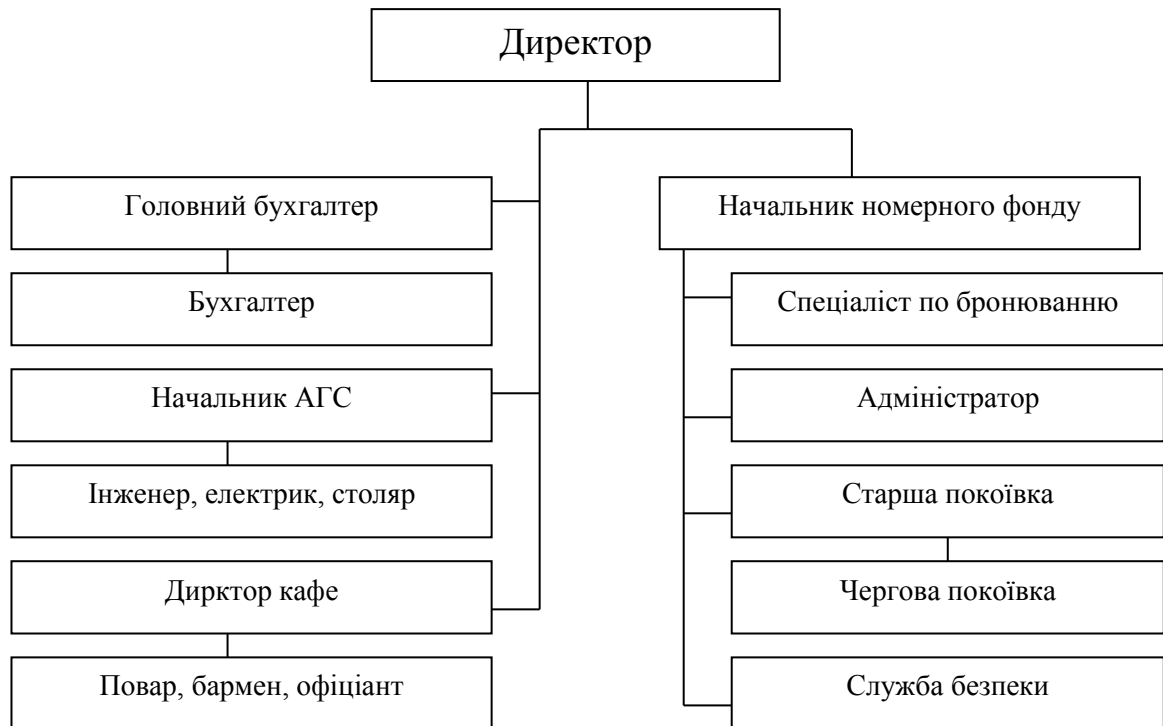 Директор
Головний бухгалтер
Бухгалтер
Начальник АГС
Інженер, електрик, столяр
Дирктор кафе
Повар, бармен, офіціант
Начальник номерного фонду
Спеціаліст по бронюванню
Адміністратор
Старша покоївка
Чергова покоївка
Служба безпеки